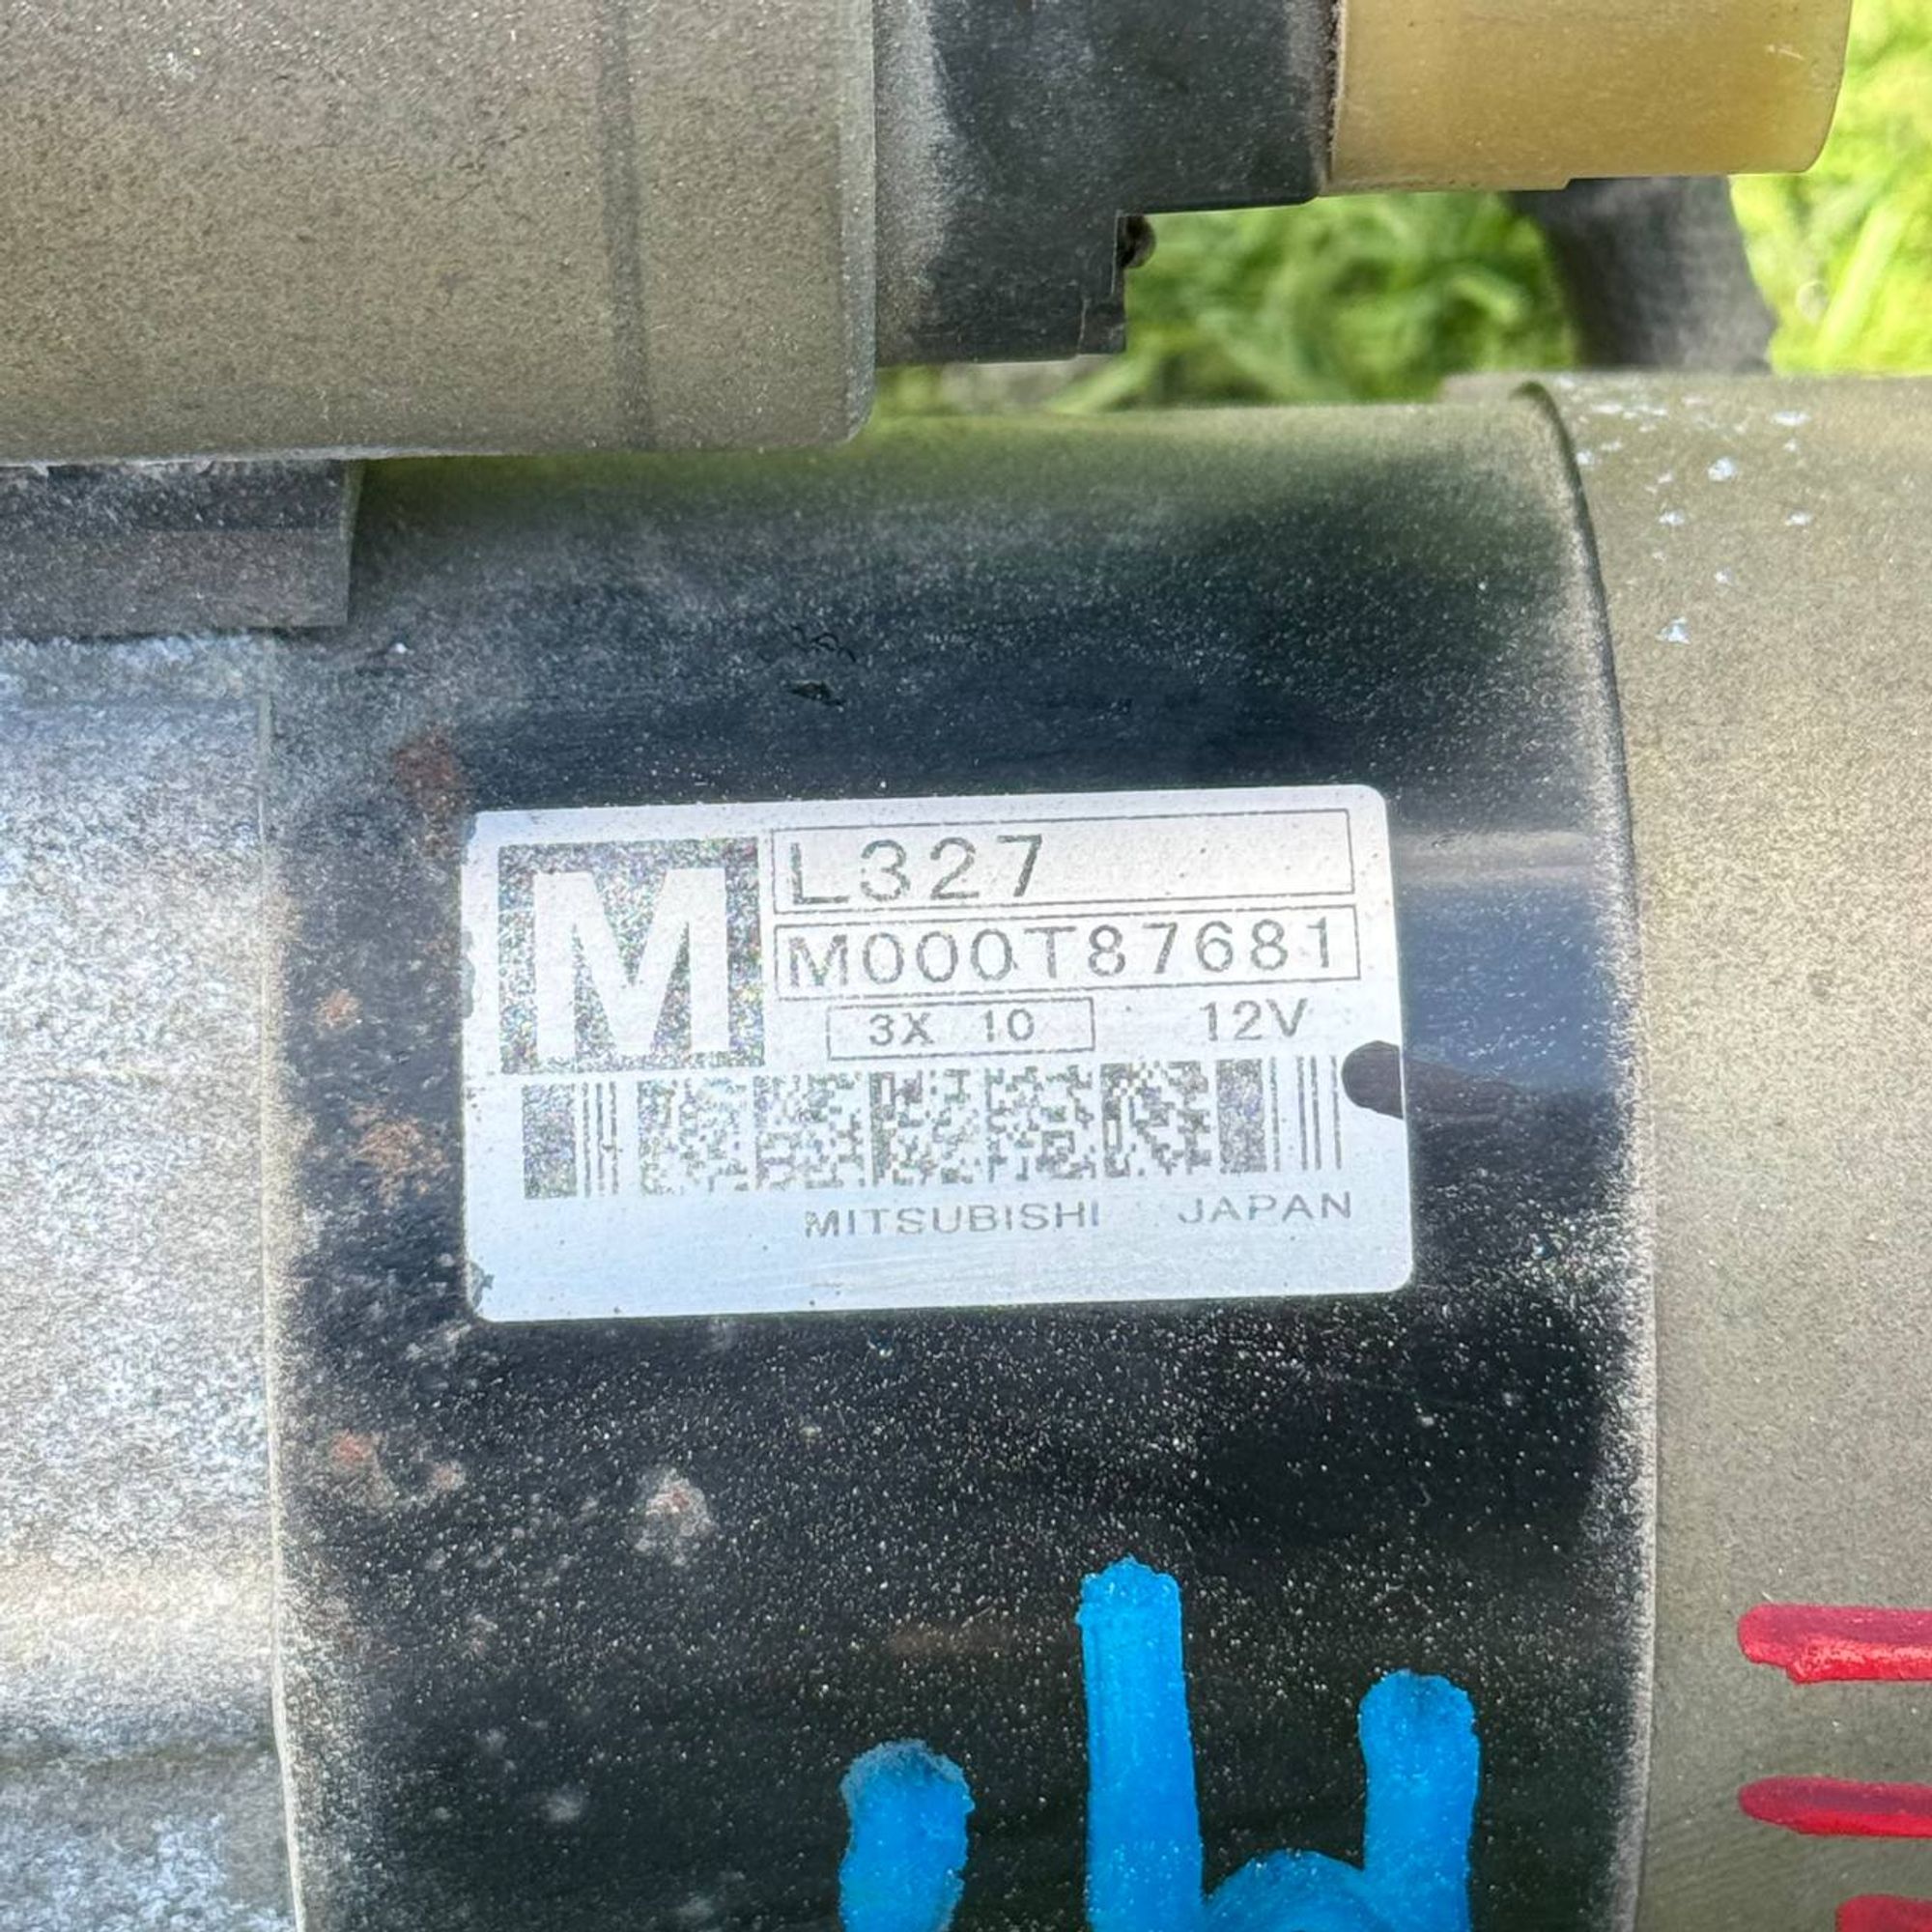 M
L327
M000T87681
3X 10 12V
MITSUBISHI JAPAN